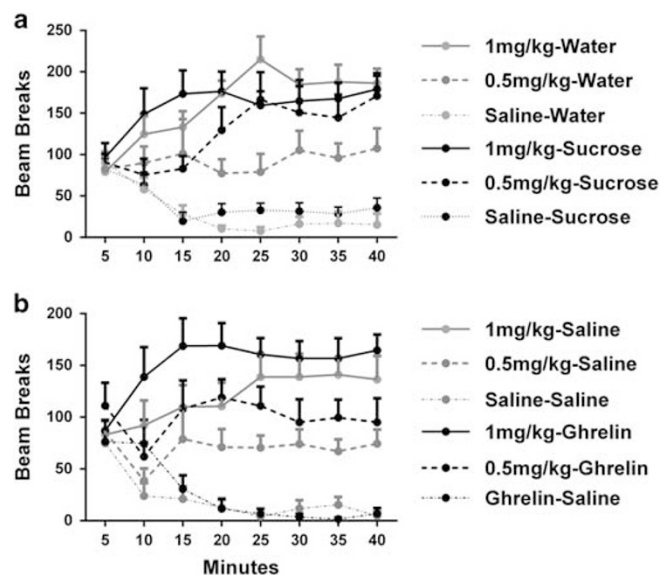 a
Beam Breaks
250
200
150
100
50
0
5 10 15 20 25 30 35 40
1mg/kg-Water
0.5mg/kg-Water
Saline-Water
1mg/kg-Sucrose
0.5mg/kg-Sucrose
Saline-Sucrose
b
Beam Breaks
200
150
100
50
0
5 10 15 20 25 30 35 40
Minutes
1mg/kg-Saline
0.5mg/kg-Saline
Saline-Saline
1mg/kg-Ghrelin
0.5mg/kg-Ghrelin
Ghrelin-Saline